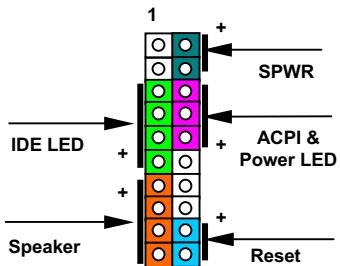 1
+
SPWR
IDE LED
ACPI &
Power LED
+
+
+
+
Speaker
Reset